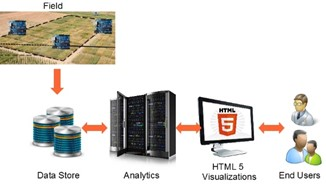 Field
HTML
5
Data Store
Analytics
HTML 5
Visualizations
End Users